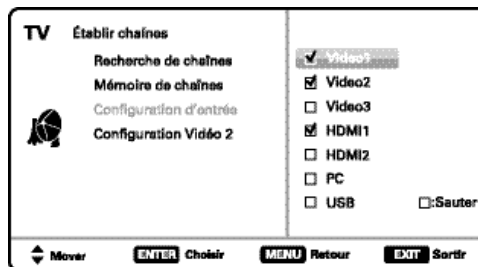 TV Établir chaînes
Recherche de chaînes
Mémoire de chaînes
Configuration d'entrée
Configuration Vidéo 2
Video1
Video2
Video3
HDMI1
HDMI2
PC
USB
:Sauter
Mover ENTER Choisir MENU Retour EXIT Sortir